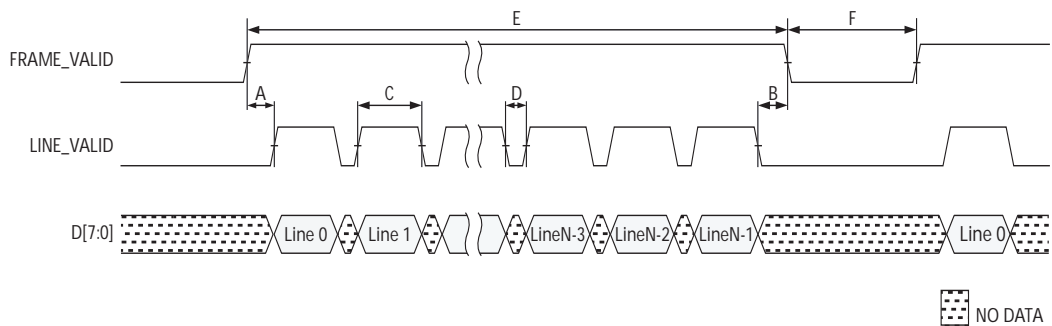 E
F
FRAME_VALID
A
C
D
B
LINE_VALID
D[7:0]
Line 0
Line 1
LineN-3
LineN-2
LineN-1
Line 0
NO DATA